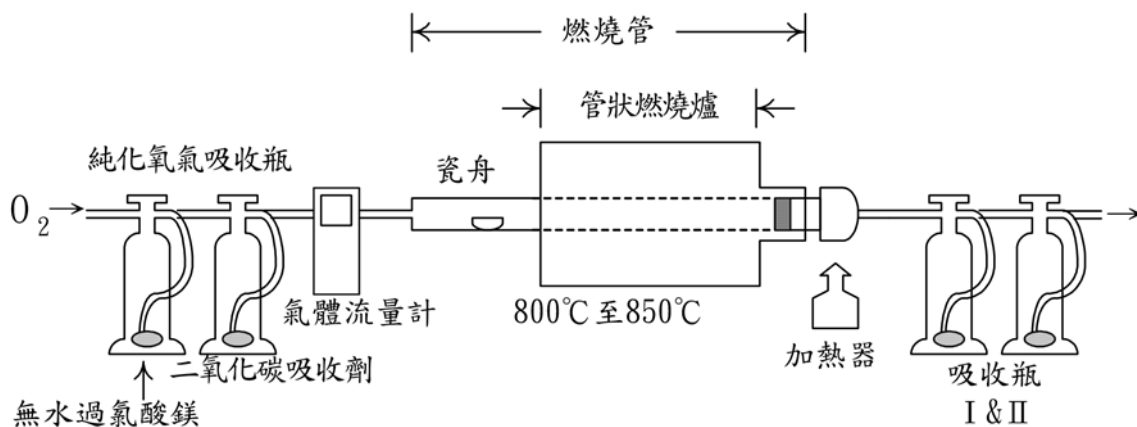 燃燒管
管狀燃燒爐
瓷舟
純化氧氣吸收瓶
O₂
氣體流量計
800℃至850℃
加熱器
二氧化碳吸收劑
吸收瓶
I & II
無水過氯酸鎂